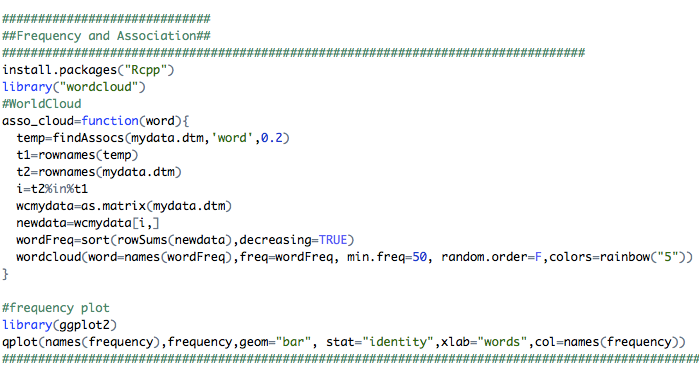 #############################
##Frequency and Association##
#################################################################################
install.packages("Rcpp")
library("wordcloud")
#WorldCloud
asso_cloud=function(word){
  temp=findAssocs(mydata.dtm,'word',0.2)
  t1=rownames(temp)
  t2=rownames(mydata.dtm)
  i=t2%in%t1
  wcmydata=as.matrix(mydata.dtm)
  newdata=wcmydata[i,]
  wordFreq=sort(rowSums(newdata),decreasing=TRUE)
  wordcloud(word=names(wordFreq),freq=wordFreq, min.freq=50, random.order=F,colors=rainbow("5"))
}
#frequency plot
library(ggplot2)
qplot(names(frequency),frequency,geom="bar", stat="identity",xlab="words",col=names(frequency))
#################################################################################################